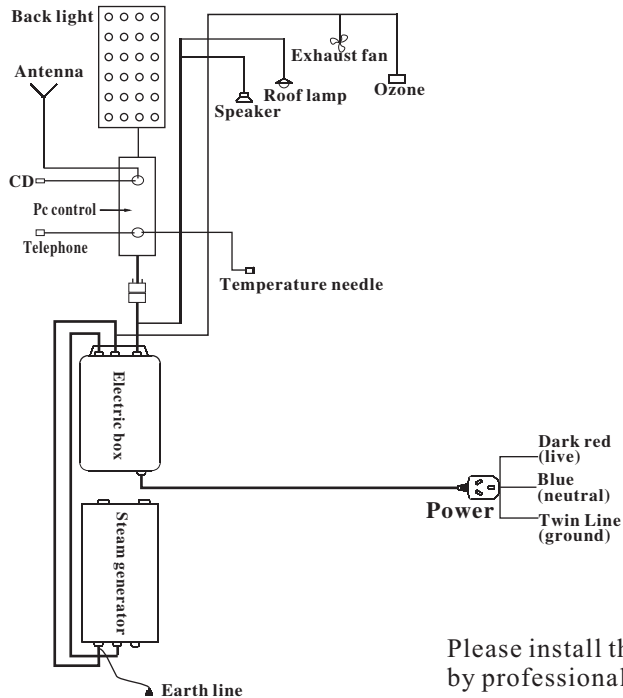 Back light
Antenna
Exhaust fan
Ozone
Roof lamp
Speaker
CD
Pc control
Telephone
Temperature needle
Electric box
Dark red
(live)
Blue
(neutral)
Power
Twin Line
(ground)
Steam generator
Please install
by professional
Earth line